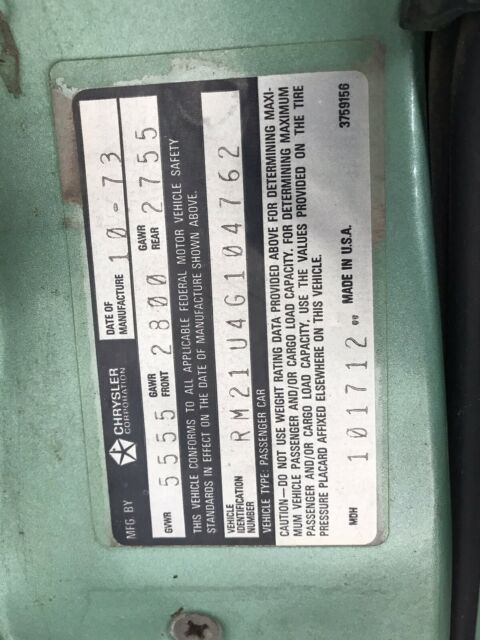 MFG. BY CHRYSLER CORPORATION DATE OF MANUFACTURE 10-73
GVWR 5555 GAWR FRONT 2800 GAWR REAR 2755
THIS VEHICLE CONFORMS TO ALL APPLICABLE FEDERAL MOTOR VEHICLE SAFETY
STANDARDS IN EFFECT ON THE DATE OF MANUFACTURE SHOWN ABOVE.
VEHICLE IDENTIFICATION NUMBER RM21U4G104762
VEHICLE TYPE: PASSENGER CAR
CAUTION—DO NOT USE WEIGHT RATING DATA PROVIDED ABOVE FOR DETERMINING MAXI-
MUM VEHICLE PASSENGER AND/OR CARGO LOAD CAPACITY. FOR DETERMINING MAXIMUM
PASSENGER AND/OR CARGO LOAD CAPACITY, USE THE VALUES PROVIDED ON THE TIRE
PRESSURE PLACARD AFFIXED ELSEWHERE ON THIS VEHICLE.
MDH 101712 MADE IN U.S.A. 3759156